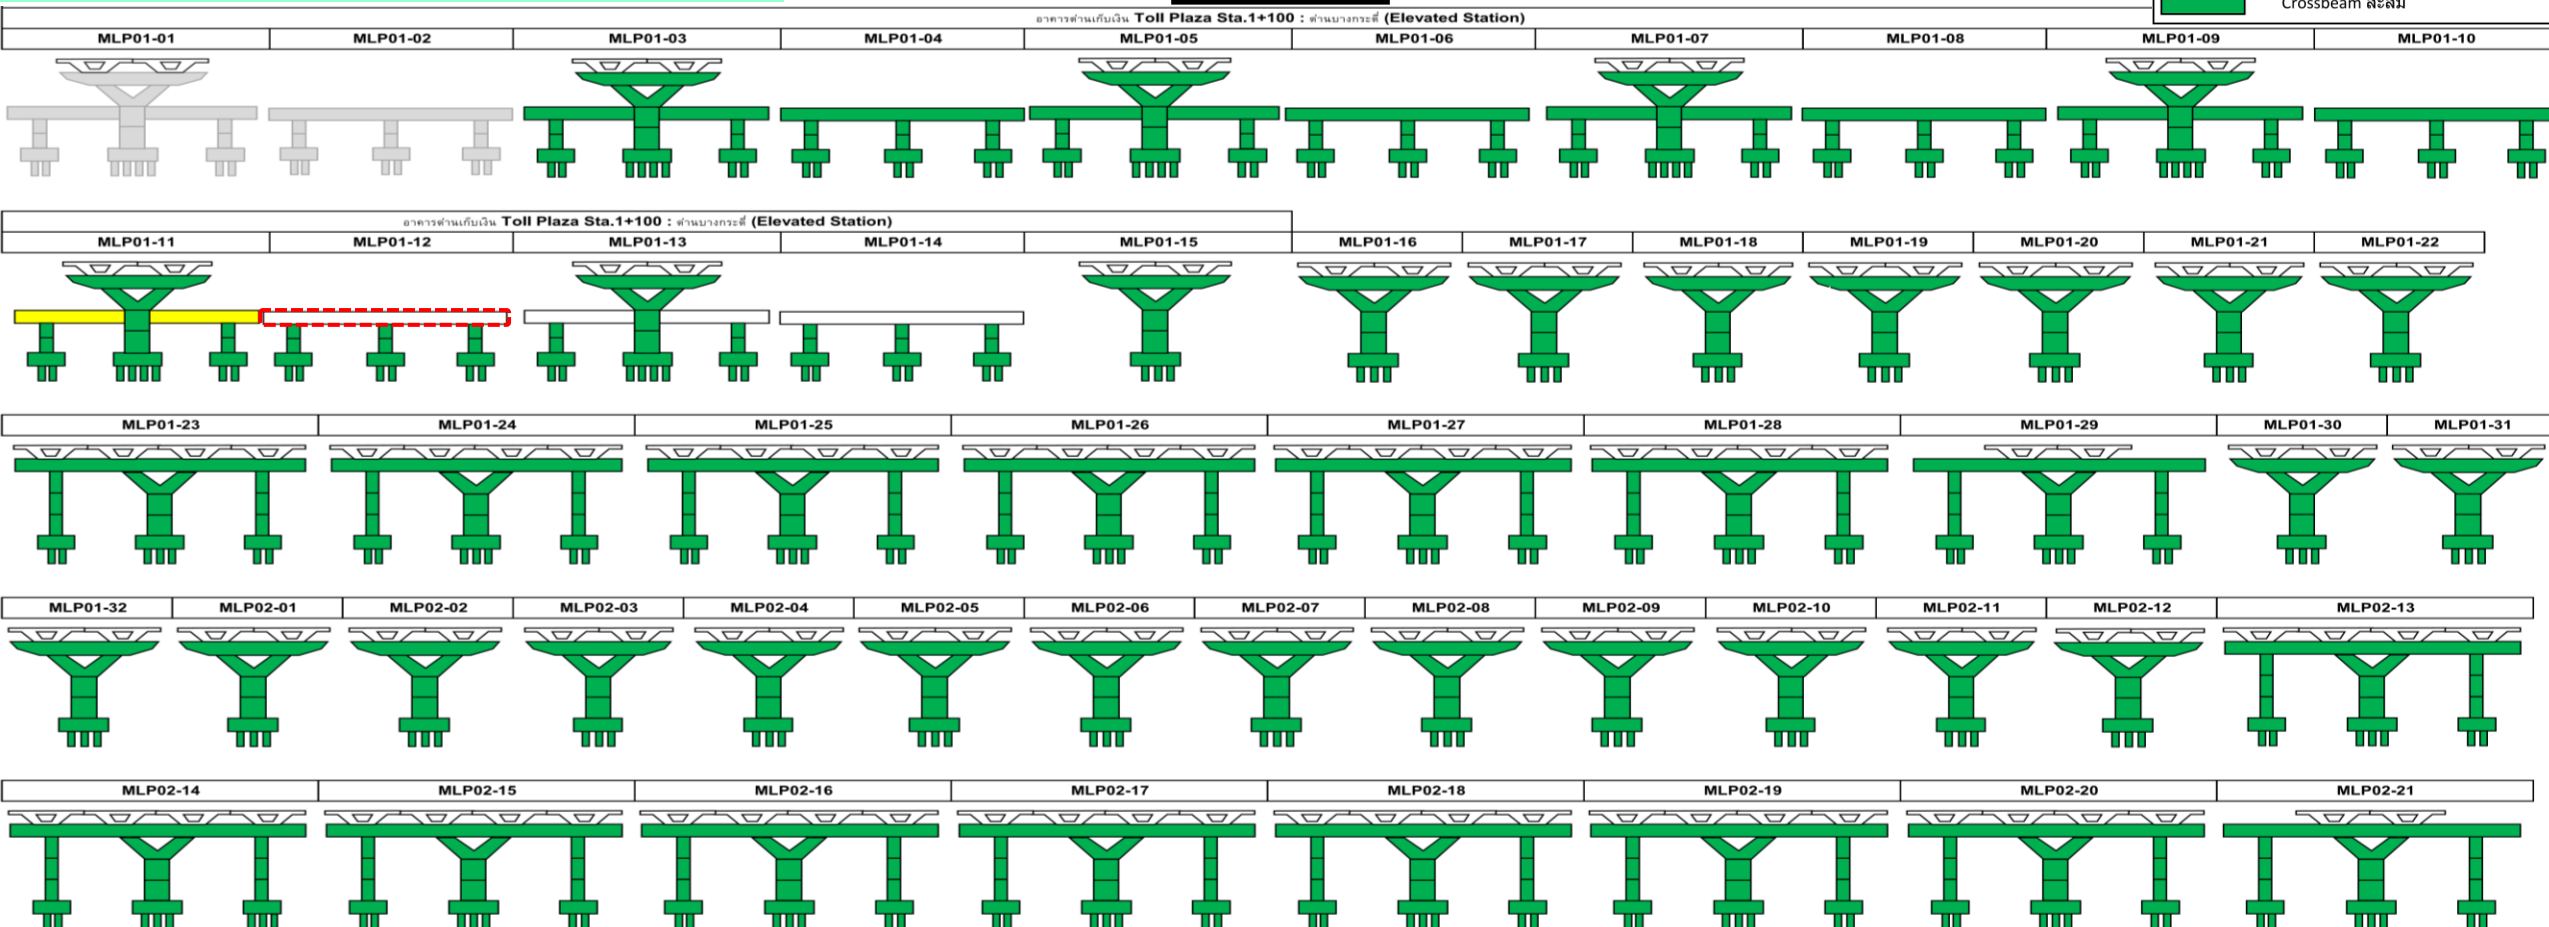 Crossbeam สะสม
อาคารด่านเก็บเงิน Toll Plaza Sta.1+100 : ด่านบางกระดี่ (Elevated Station)
MLP01-01 MLP01-02 MLP01-03 MLP01-04 MLP01-05 MLP01-06 MLP01-07 MLP01-08 MLP01-09 MLP01-10
อาคารด่านเก็บเงิน Toll Plaza Sta.1+100 : ด่านบางกระดี่ (Elevated Station)
MLP01-11 MLP01-12 MLP01-13 MLP01-14 MLP01-15 MLP01-16 MLP01-17 MLP01-18 MLP01-19 MLP01-20 MLP01-21 MLP01-22
MLP01-23 MLP01-24 MLP01-25 MLP01-26 MLP01-27 MLP01-28 MLP01-29 MLP01-30 MLP01-31
MLP01-32 MLP02-01 MLP02-02 MLP02-03 MLP02-04 MLP02-05 MLP02-06 MLP02-07 MLP02-08 MLP02-09 MLP02-10 MLP02-11 MLP02-12 MLP02-13
MLP02-14 MLP02-15 MLP02-16 MLP02-17 MLP02-18 MLP02-19 MLP02-20 MLP02-21